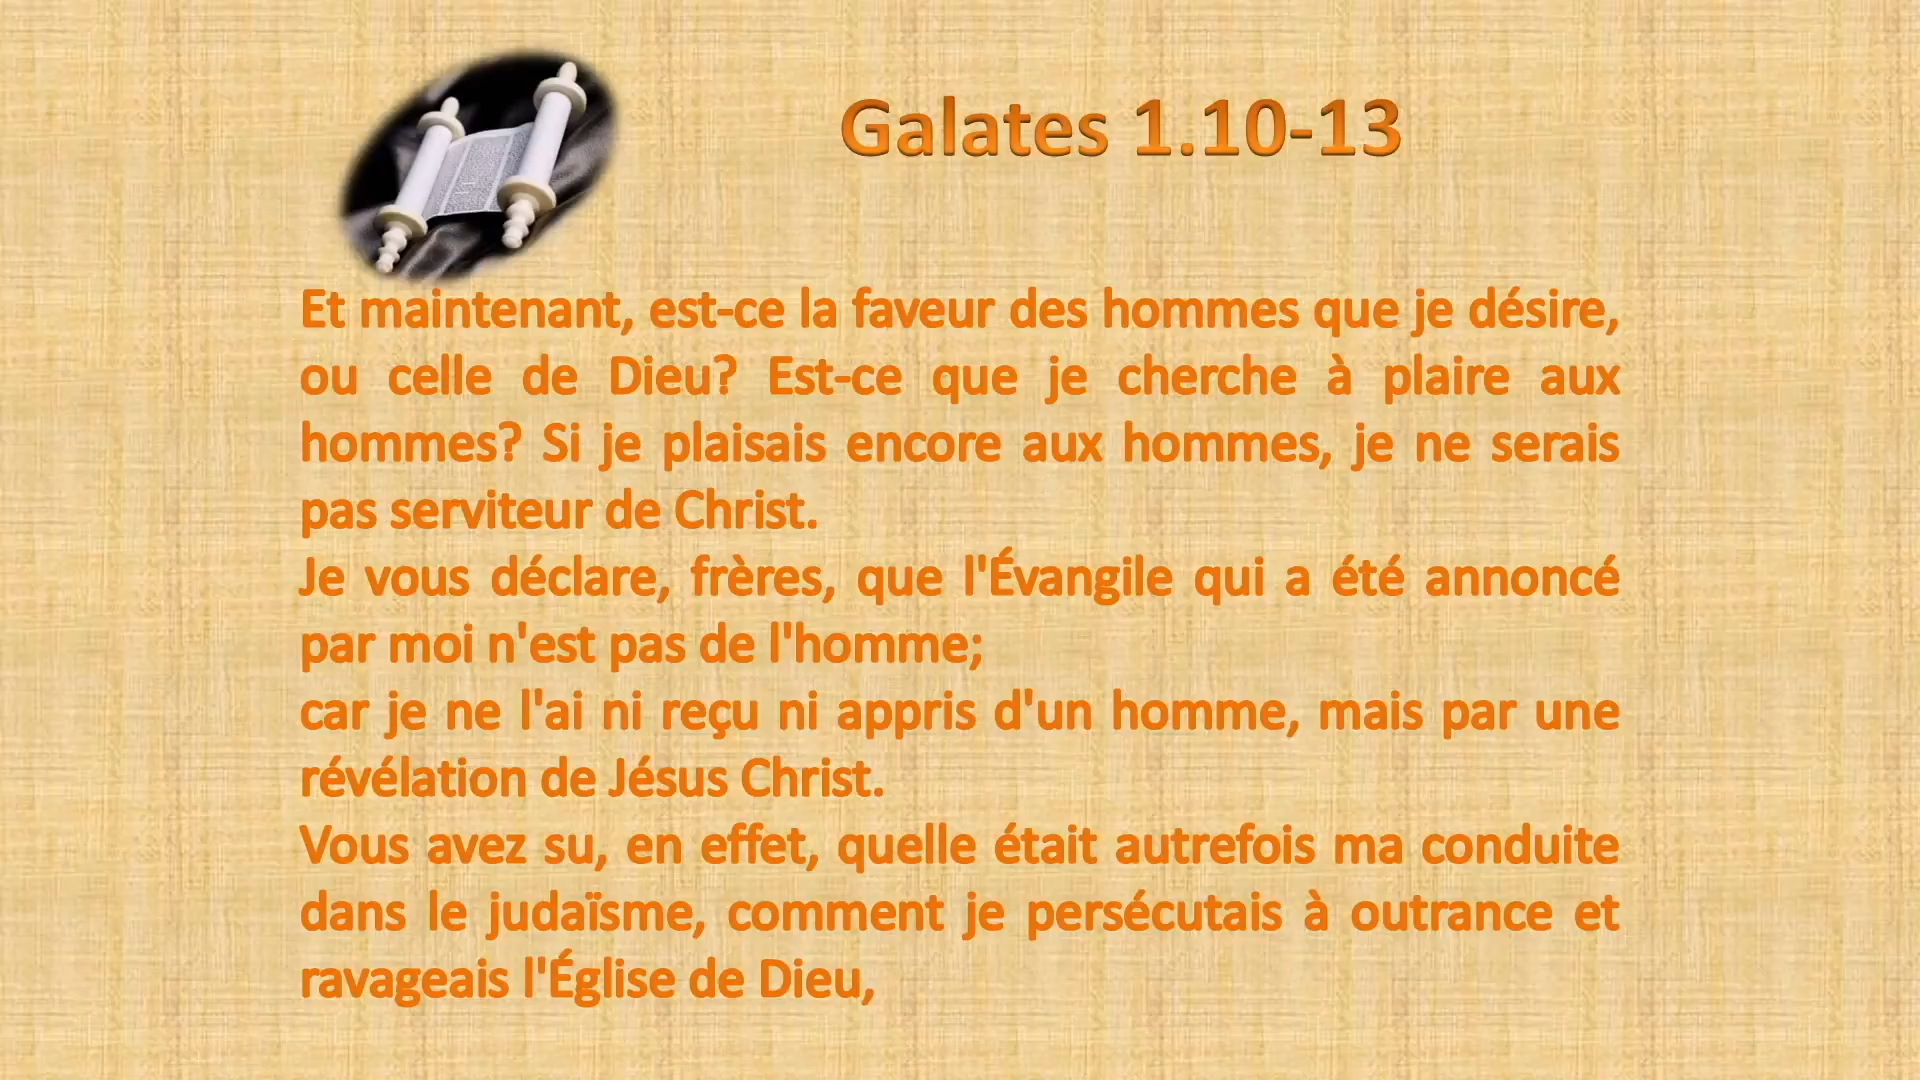 Galates 1.10-13
Et maintenant, est-ce la faveur des hommes que je désire,
ou celle de Dieu? Est-ce que je cherche à plaire aux
hommes? Si je plaisais encore aux hommes, je ne serais
pas serviteur de Christ.
Je vous déclare, frères, que l'Évangile qui a été annoncé
par moi n'est pas de l'homme;
car je ne l'ai ni reçu ni appris d'un homme, mais par une
révélation de Jésus Christ.
Vous avez su, en effet, quelle était autrefois ma conduite
dans le judaïsme, comment je persécutais à outrance et
ravageais l'Église de Dieu,